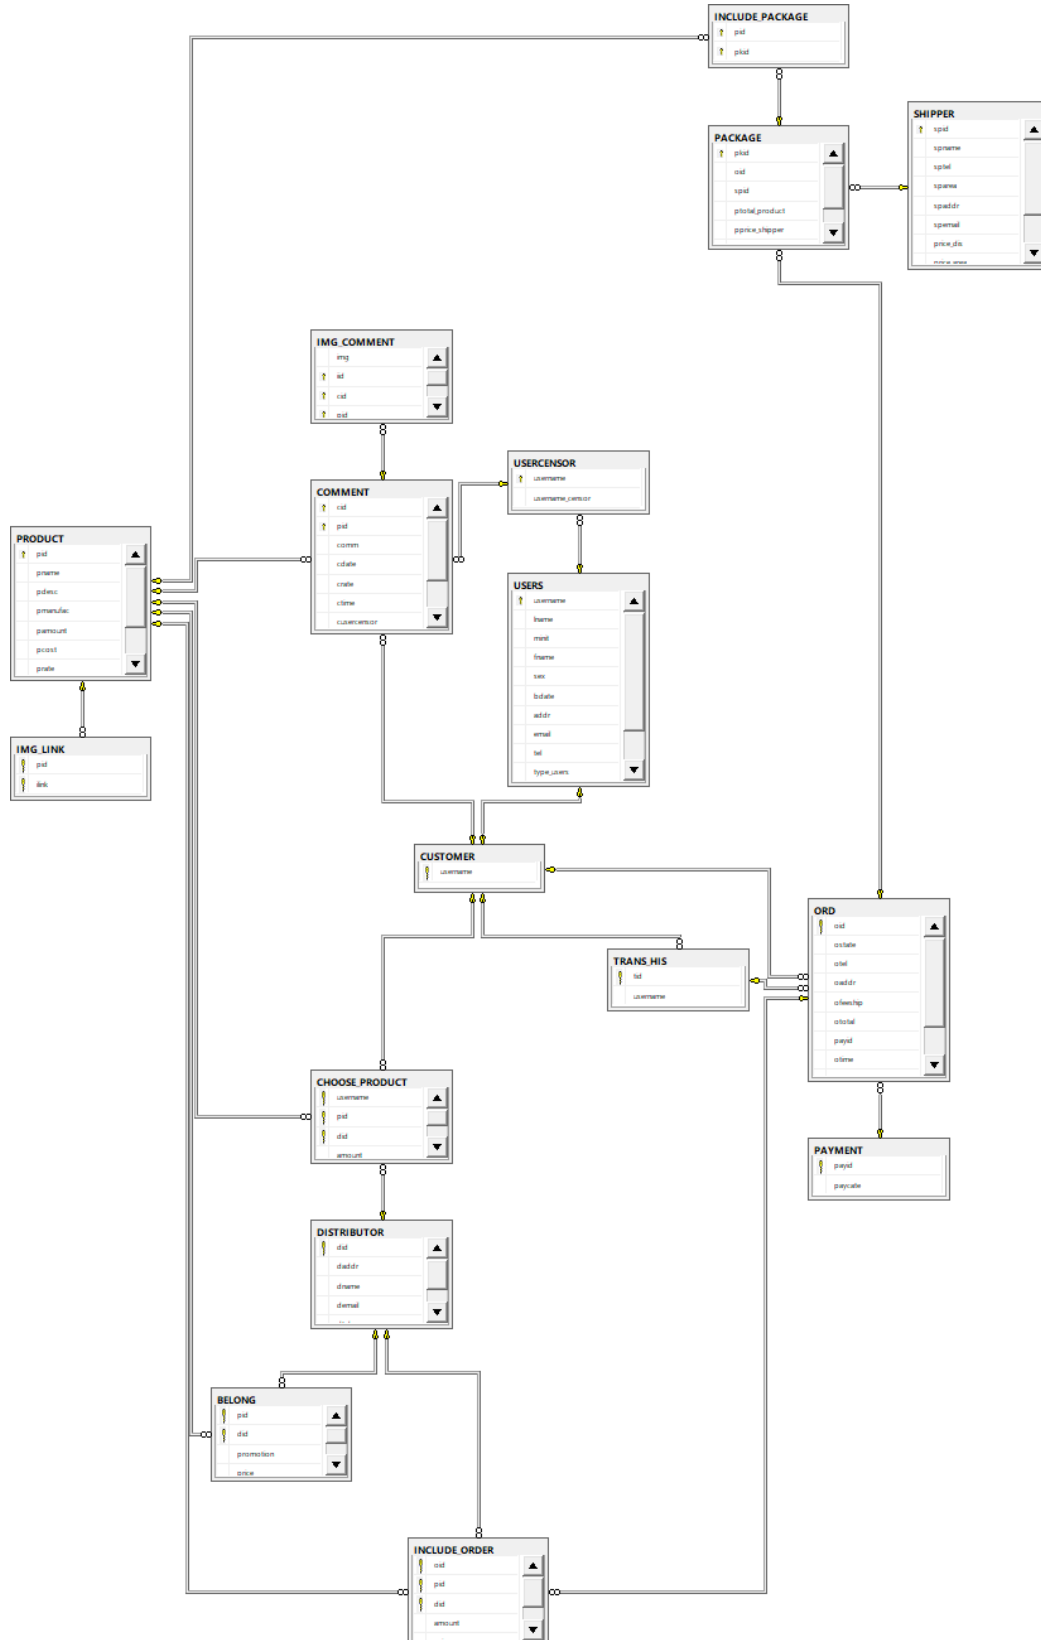 INCLUDE_PACKAGE
pid
pkid
SHIPPER
spid
spname
sptel
sparea
spaddr
spemail
price_dis
PACKAGE
pkid
oid
spid
ptotal_product
pprice_shipper
IMG_COMMENT
img
iid
cid
pid
USERCENSOR
username
username_censor
COMMENT
cid
pid
comm
cdate
crate
ctime
cusercensor
PRODUCT
pid
pname
pdesc
pmanufac
pamount
pcost
prate
USERS
username
lname
minit
fname
sex
bdate
addr
email
tel
type_users
IMG_LINK
pid
ilink
CUSTOMER
username
ORD
oid
ostate
otel
oaddr
ofeeship
ototal
payid
otime
TRANS_HIS
tid
username
CHOOSE_PRODUCT
username
pid
did
amount
PAYMENT
payid
paycate
DISTRIBUTOR
did
daddr
dname
demail
BELONG
pid
did
promotion
price
INCLUDE_ORDER
oid
pid
did
amount